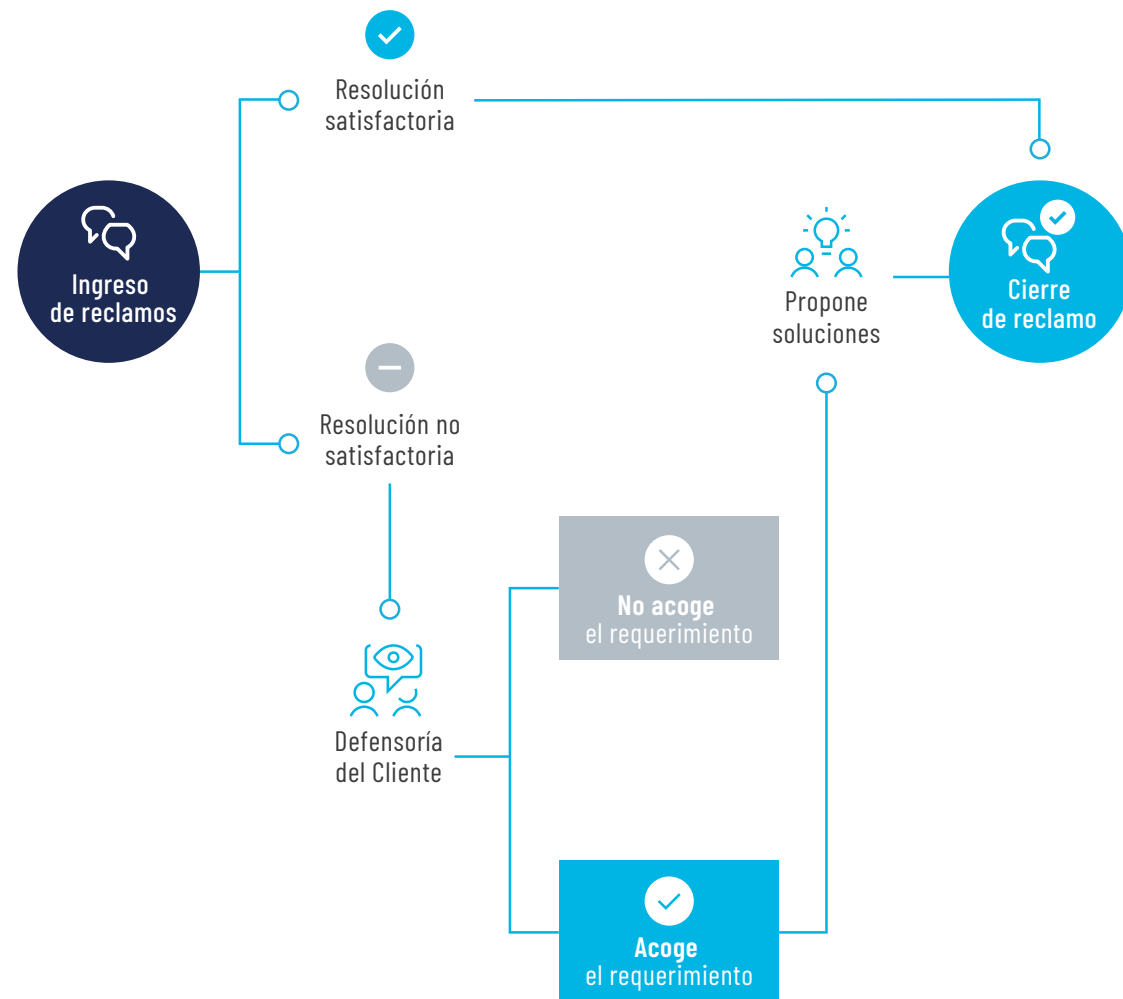 Resolución
satisfactoria
Ingreso
de reclamos
Propone
soluciones
Cierre
de reclamo
Resolución no
satisfactoria
No acoge
el requerimiento
Defensoría
del Cliente
Acoge
el requerimiento